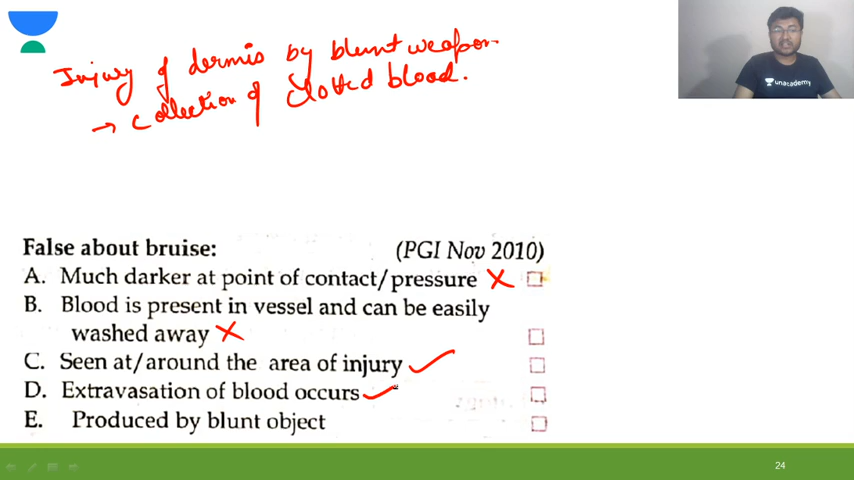 Injury of dermis by blunt weapon.
→ collection of clotted blood.
unacademy
False about bruise: (PGI Nov 2010)
A. Much darker at point of contact/pressure ✗
B. Blood is present in vessel and can be easily
washed away ✗
C. Seen at/around the area of injury ✓
D. Extravasation of blood occurs ✓
E. Produced by blunt object
24